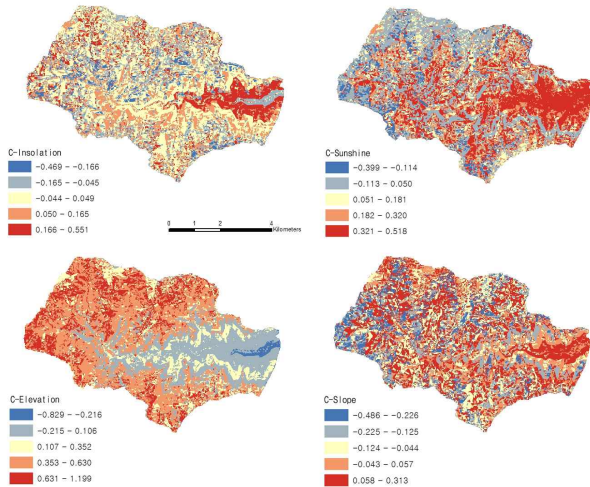 C-Insolation
-0.469 - -0.166
-0.165 - -0.045
-0.044 - 0.049
0.050 - 0.165
0.166 - 0.551
0 1 2 4
Kilometers
C-Sunshine
-0.399 - -0.114
-0.113 - 0.050
0.051 - 0.181
0.182 - 0.320
0.321 - 0.518
C-Elevation
-0.829 - -0.216
-0.215 - 0.106
0.107 - 0.352
0.353 - 0.630
0.631 - 1.199
C-Slope
-0.486 - -0.226
-0.225 - -0.125
-0.124 - -0.044
-0.043 - 0.057
0.058 - 0.313